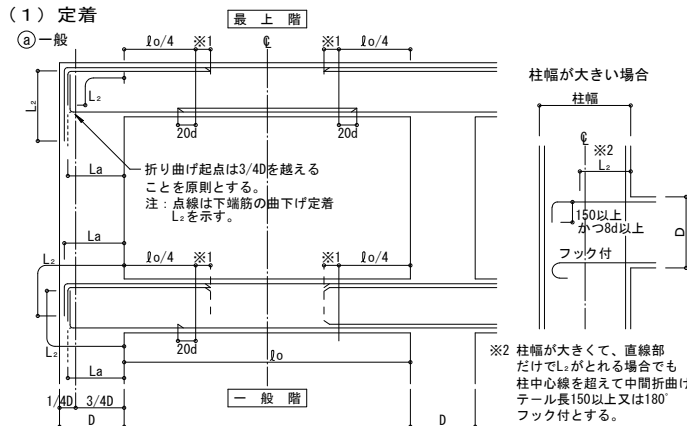 （1）定着
ⓐ一般
最上階
ℓo/4 ※1 ℄ ※1 ℓo/4
L₂
L₂
20d 20d
La
折り曲げ起点は3/4Dを越える
ことを原則とする。
注：点線は下端筋の曲下げ定着
L₂を示す。
La
L₂
ℓo/4 ※1 ※1 ℓo/4
20d
L₂
ℓo
La
1/4D 3/4D
一般階
D D
柱幅が大きい場合
柱幅
℄
※2
L₂
150以上
かつ8d以上
D
フック付
※2 柱幅が大きくて、直線部
だけでL₂がとれる場合でも
柱中心線を超えて中間折曲げ
テール長150以上又は180°
フック付とする。